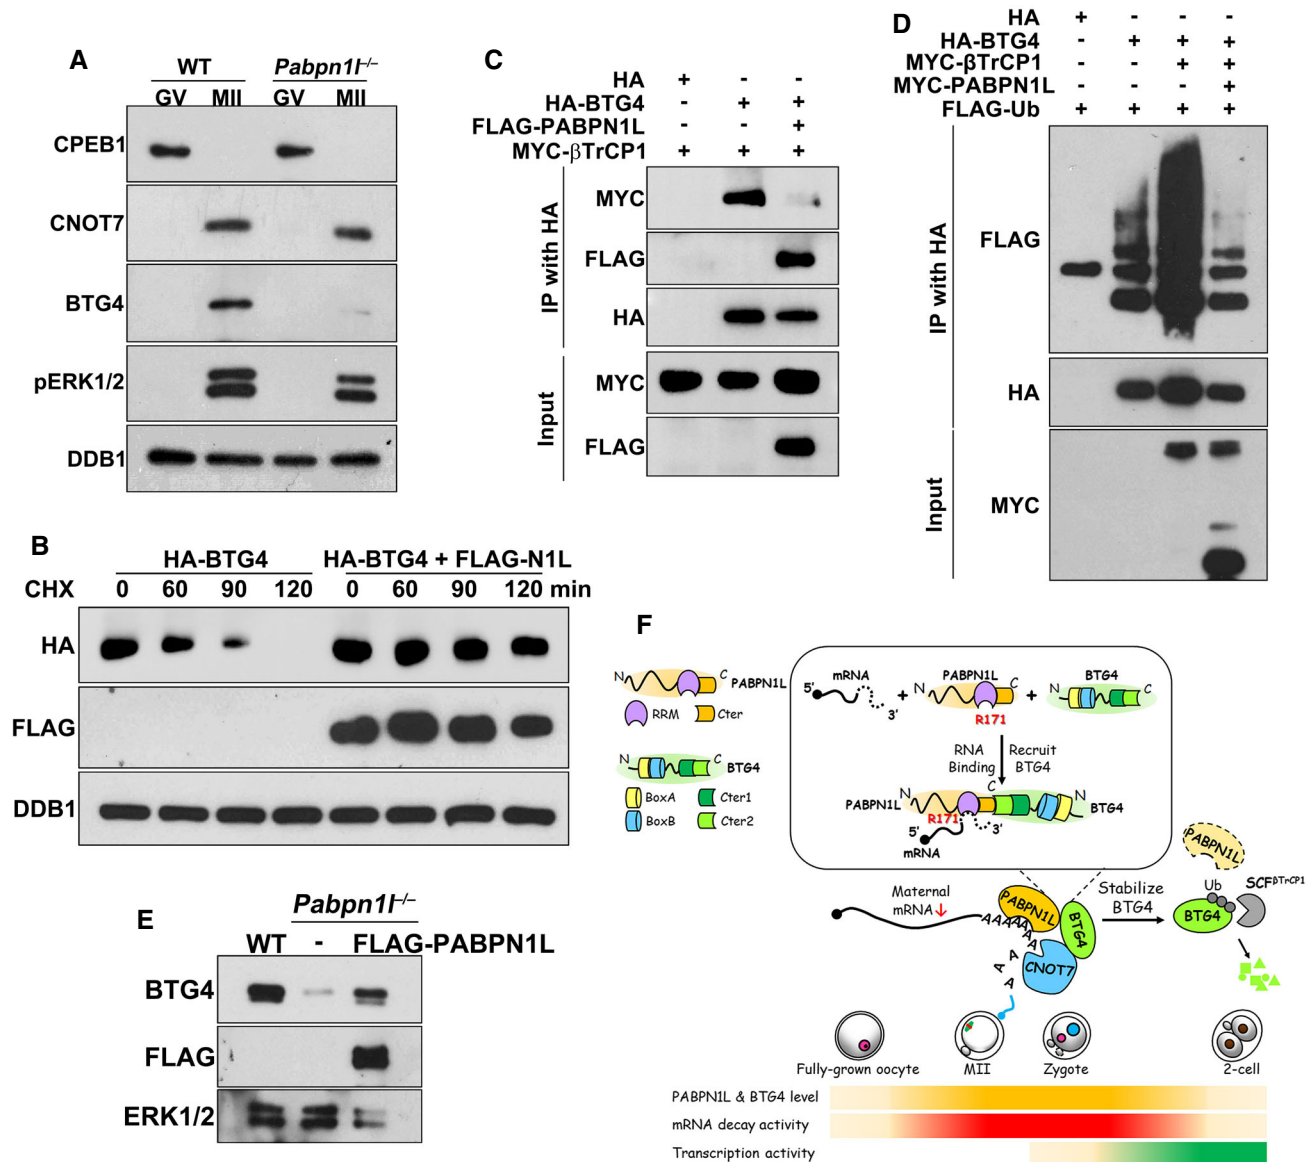 A
WT Pabpn1l–/–
GV MII GV MII
CPEB1
CNOT7
BTG4
pERK1/2
DDB1
B
HA-BTG4 HA-BTG4 + FLAG-N1L
CHX 0 60 90 120 0 60 90 120 min
HA
FLAG
DDB1
C
HA + - -
HA-BTG4 - + +
FLAG-PABPN1L - - +
MYC-βTrCP1 + + +
IP with HA
MYC
FLAG
HA
Input
MYC
FLAG
D
HA + - - -
HA-BTG4 - + + +
MYC-βTrCP1 - - + +
MYC-PABPN1L - - - +
FLAG-Ub + + + +
IP with HA
FLAG
HA
Input
MYC
E
Pabpn1l–/–
WT - FLAG-PABPN1L
BTG4
FLAG
ERK1/2
F
N C PABPN1L
RRM Cter
N C BTG4
BoxA Cter1
BoxB Cter2
5' mRNA 3' + N PABPN1L C + N BTG4 C
R171
RNA Binding
Recruit BTG4
PABPN1L N C N BTG4
R171
5' 3'
mRNA
Maternal mRNA↓
AAAAAA
A
A
A
A
A
A
PABPN1L
BTG4
CNOT7
Stabilize BTG4
PABPN1L
Ub
SCFβTrCP1
BTG4
Fully-grown oocyte MII Zygote 2-cell
PABPN1L & BTG4 level
mRNA decay activity
Transcription activity